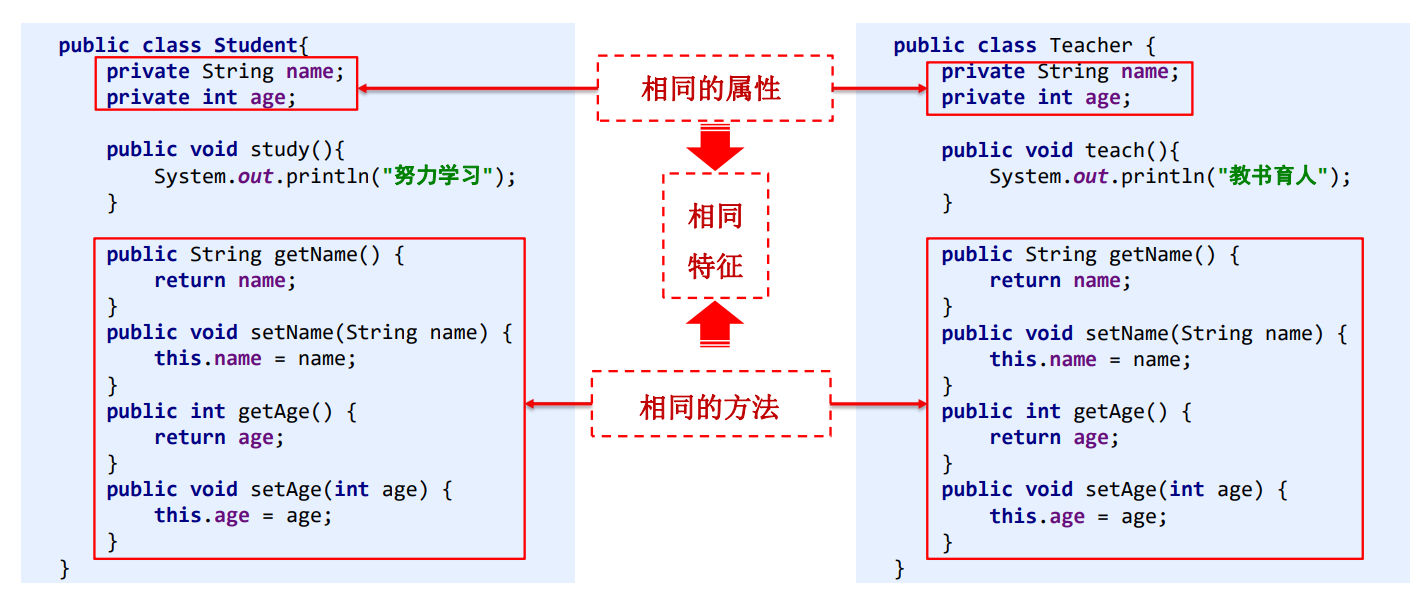 public class Student{
private String name;
private int age;
public void study(){
System.out.println("努力学习");
}
public String getName() {
return name;
}
public void setName(String name) {
this.name = name;
}
public int getAge() {
return age;
}
public void setAge(int age) {
this.age = age;
}
}
相同的属性
相同
特征
相同的方法
public class Teacher {
private String name;
private int age;
public void teach(){
System.out.println("教书育人");
}
public String getName() {
return name;
}
public void setName(String name) {
this.name = name;
}
public int getAge() {
return age;
}
public void setAge(int age) {
this.age = age;
}
}